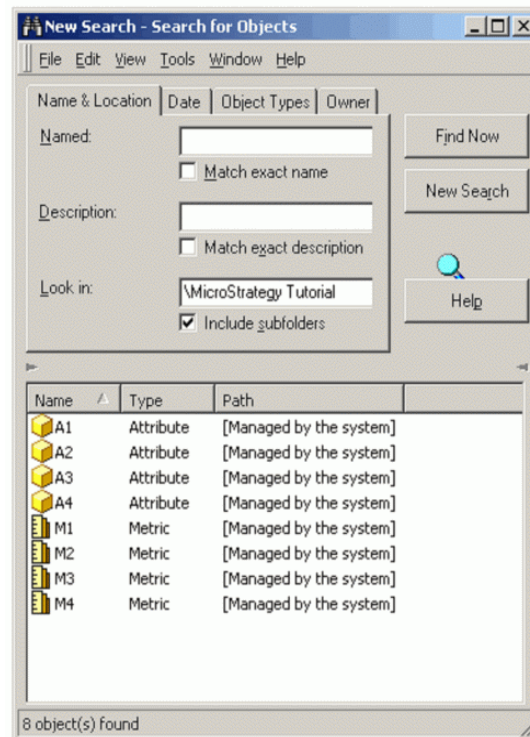 New Search - Search for Objects
File Edit View Tools Window Help
Name & Location Date Object Types Owner
Named:
Match exact name
Find Now
New Search
Description:
Match exact description
Look in: \MicroStrategy Tutorial
Include subfolders
Help
Name Type Path
A1 Attribute [Managed by the system]
A2 Attribute [Managed by the system]
A3 Attribute [Managed by the system]
A4 Attribute [Managed by the system]
M1 Metric [Managed by the system]
M2 Metric [Managed by the system]
M3 Metric [Managed by the system]
M4 Metric [Managed by the system]
8 object(s) found